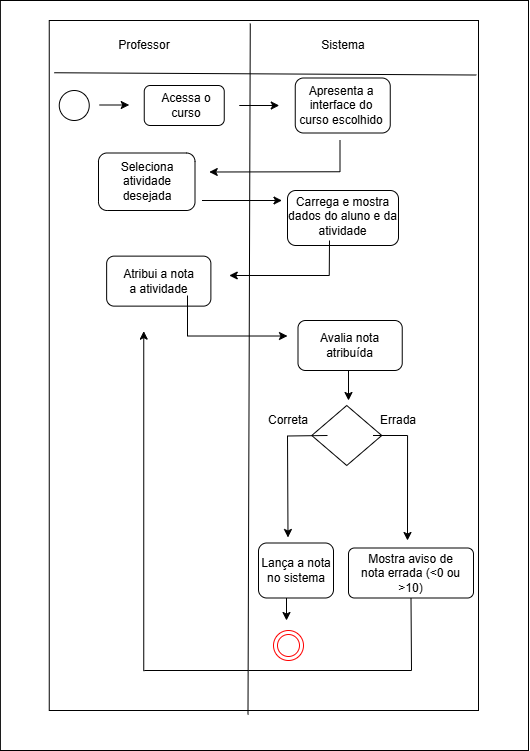 Professor
Sistema
Acessa o
curso
Apresenta a
interface do
curso escolhido
Seleciona
atividade
desejada
Carrega e mostra
dados do aluno e da
atividade
Atribui a nota
a atividade
Avalia nota
atribuída
Correta
Errada
Lança a nota
no sistema
Mostra aviso de
nota errada (<0 ou
>10)